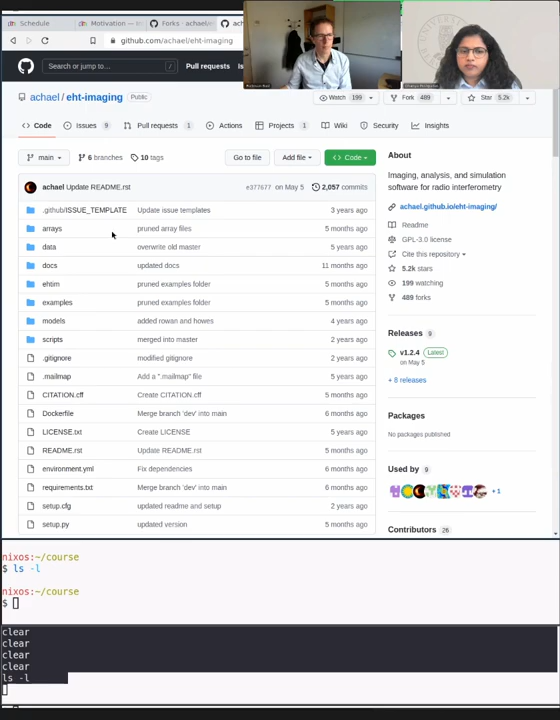 Schedule
Motivation — in
Forks · achael/e
github.com/achael/eht-imaging
Search or jump to...
/
Pull requests
achael / eht-imaging Public
Watch 199
Fork 489
Star 5.2k
Code
Issues 9
Pull requests 1
Actions
Projects 1
Wiki
Security
Insights
main
6 branches
10 tags
Go to file
Add file
Code
achael Update README.rst
e377677 on May 5
2,057 commits
.github/ISSUE_TEMPLATE Update issue templates 3 years ago
arrays pruned array files 5 months ago
data overwrite old master 5 years ago
docs updated docs 11 months ago
ehtim pruned examples folder 5 months ago
examples pruned examples folder 5 months ago
models added rowan and howes 4 years ago
scripts merged into master 2 years ago
.gitignore modified gitignore 2 years ago
.mailmap Add a ".mailmap" file 5 years ago
CITATION.cff Create CITATION.cff 5 months ago
Dockerfile Merge branch 'dev' into main 6 months ago
LICENSE.txt Create LICENSE 5 years ago
README.rst Update README.rst 5 months ago
environment.yml Fix dependencies 6 months ago
requirements.txt Merge branch 'dev' into main 6 months ago
setup.cfg updated readme and setup 2 years ago
setup.py updated version 5 months ago
About
Imaging, analysis, and simulation
software for radio interferometry
achael.github.io/eht-imaging/
Readme
GPL-3.0 license
Cite this repository
5.2k stars
199 watching
489 forks
Releases 9
v1.2.4 Latest
on May 5
+ 8 releases
Packages
No packages published
Used by 9
+ 1
Contributors 26
nixos:~/course
$ ls -l
nixos:~/course
$
clear
clear
clear
clear
ls -l